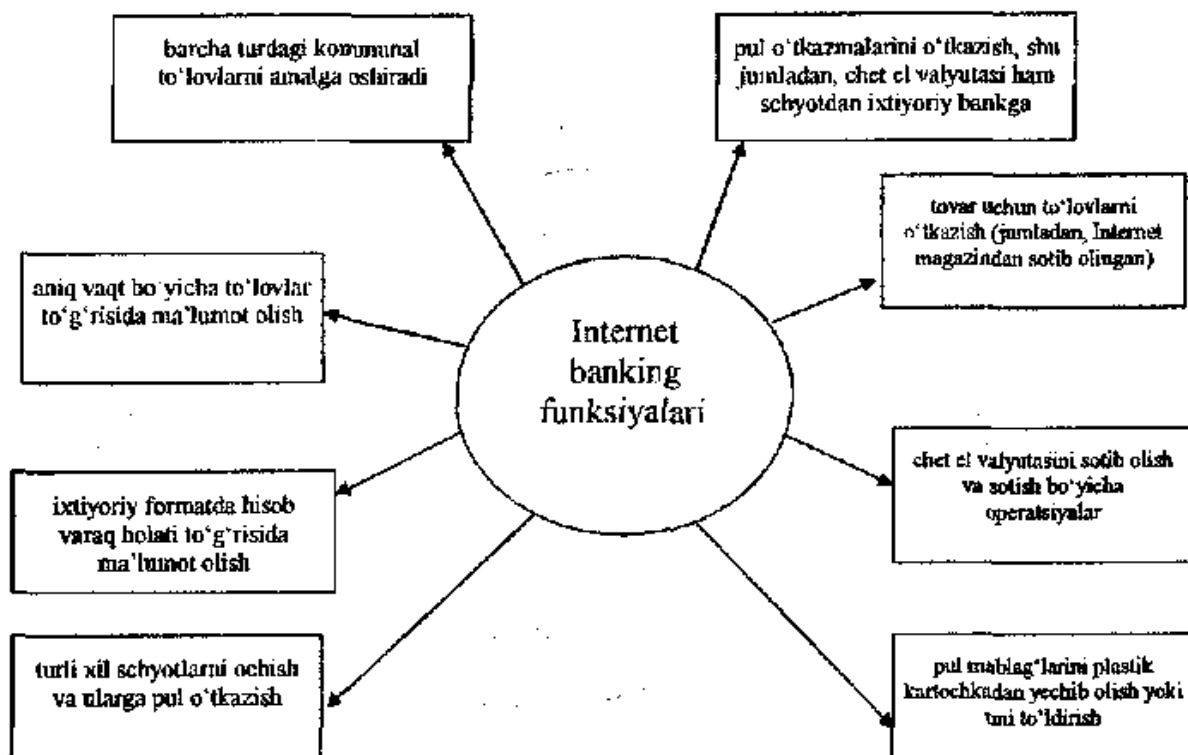 barcha turdagi kommunal
to‘lovlarni amalga oshiradi
pul o‘tkazmalarini o‘tkazish, shu
jumladan, chet el valyutasi ham
schyotdan ixtiyoriy bankga
tovar uchun to‘lovlarni
o‘tkazish (jumladan, Internet
magazindan sotib olingan)
aniq vaqt bo‘yicha to‘lovlar
to‘g‘risida ma’lumot olish
Internet
banking
funksiyalari
chet el valyutasini sotib olish
va sotish bo‘yicha
operatsiyalar
ixtiyoriy formatda hisob
varaq holati to‘g‘risida
ma’lumot olish
turli xil schyotlarni ochish
va ularga pul o‘tkazish
pul mablag‘larini plastik
kartochkadan yechib olish yoki
uni to‘ldirish